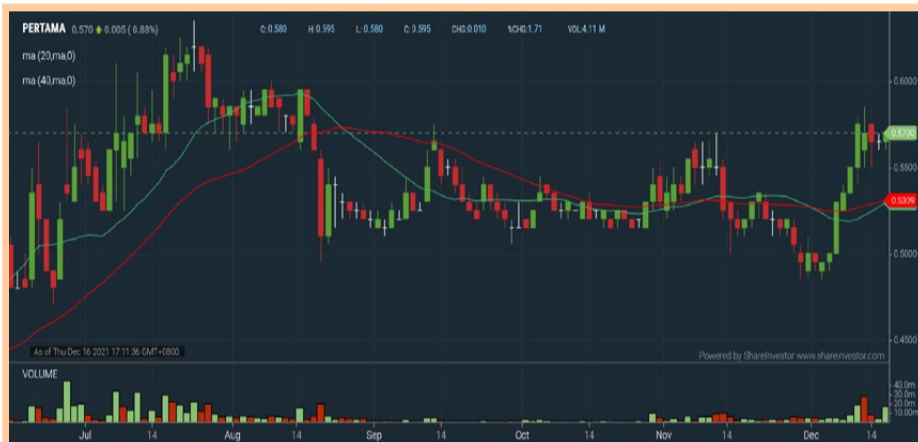 PERTAMA 0.570 0.005 ( 0.88%) O: 0.580 H: 0.595 L: 0.580 C: 0.595 CHG:0.010 %CHG:1.71 VOL:4.11 M
ma (20,ma,0)
ma (40,ma,0)
0.6000
0.5700
0.5500
0.5309
0.5000
0.4500
As of Thu Dec 16 2021 17:11:36 GMT+0800.
Powered by ShareInvestor www.shareinvestor.com
VOLUME
40.0m
30.0m
20.0m
10.00m
Jul 14 Aug 14 Sep 14 Oct 14 Nov 14 Dec 14